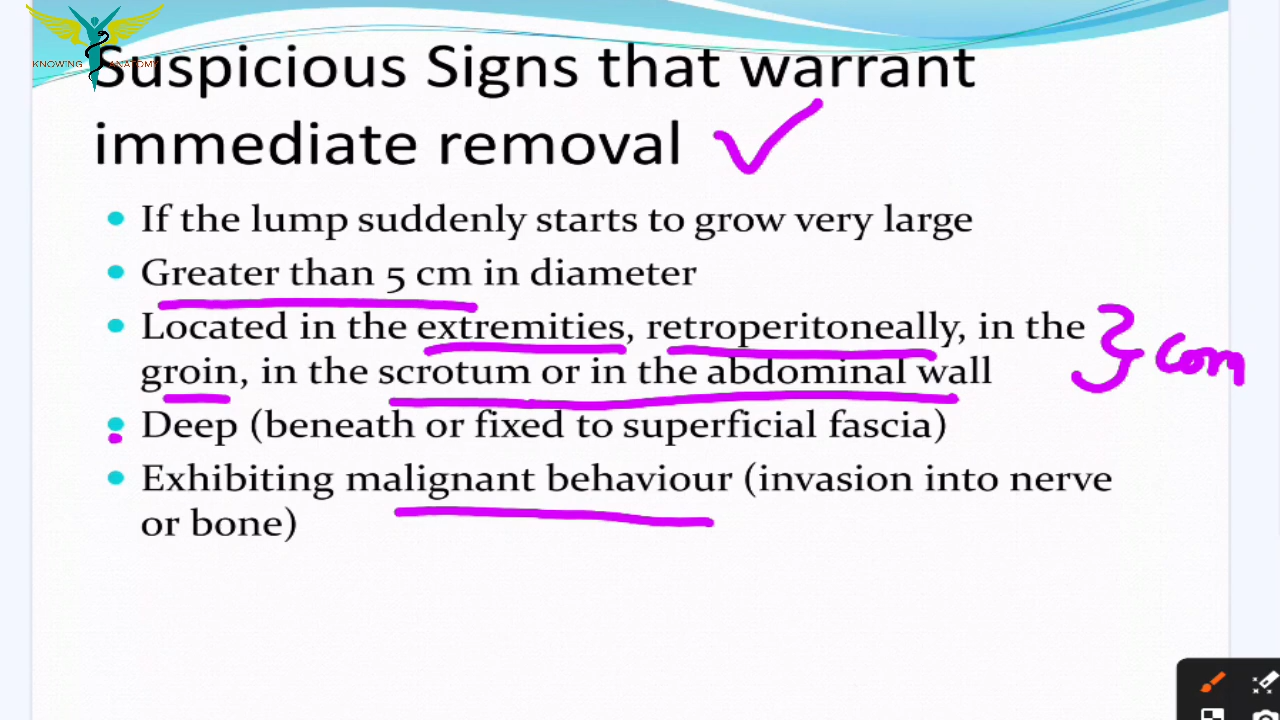 KNOWING ANATOMY
Suspicious Signs that warrant
immediate removal
If the lump suddenly starts to grow very large
Greater than 5 cm in diameter
Located in the extremities, retroperitoneally, in the
groin, in the scrotum or in the abdominal wall
com
Deep (beneath or fixed to superficial fascia)
Exhibiting malignant behaviour (invasion into nerve
or bone)